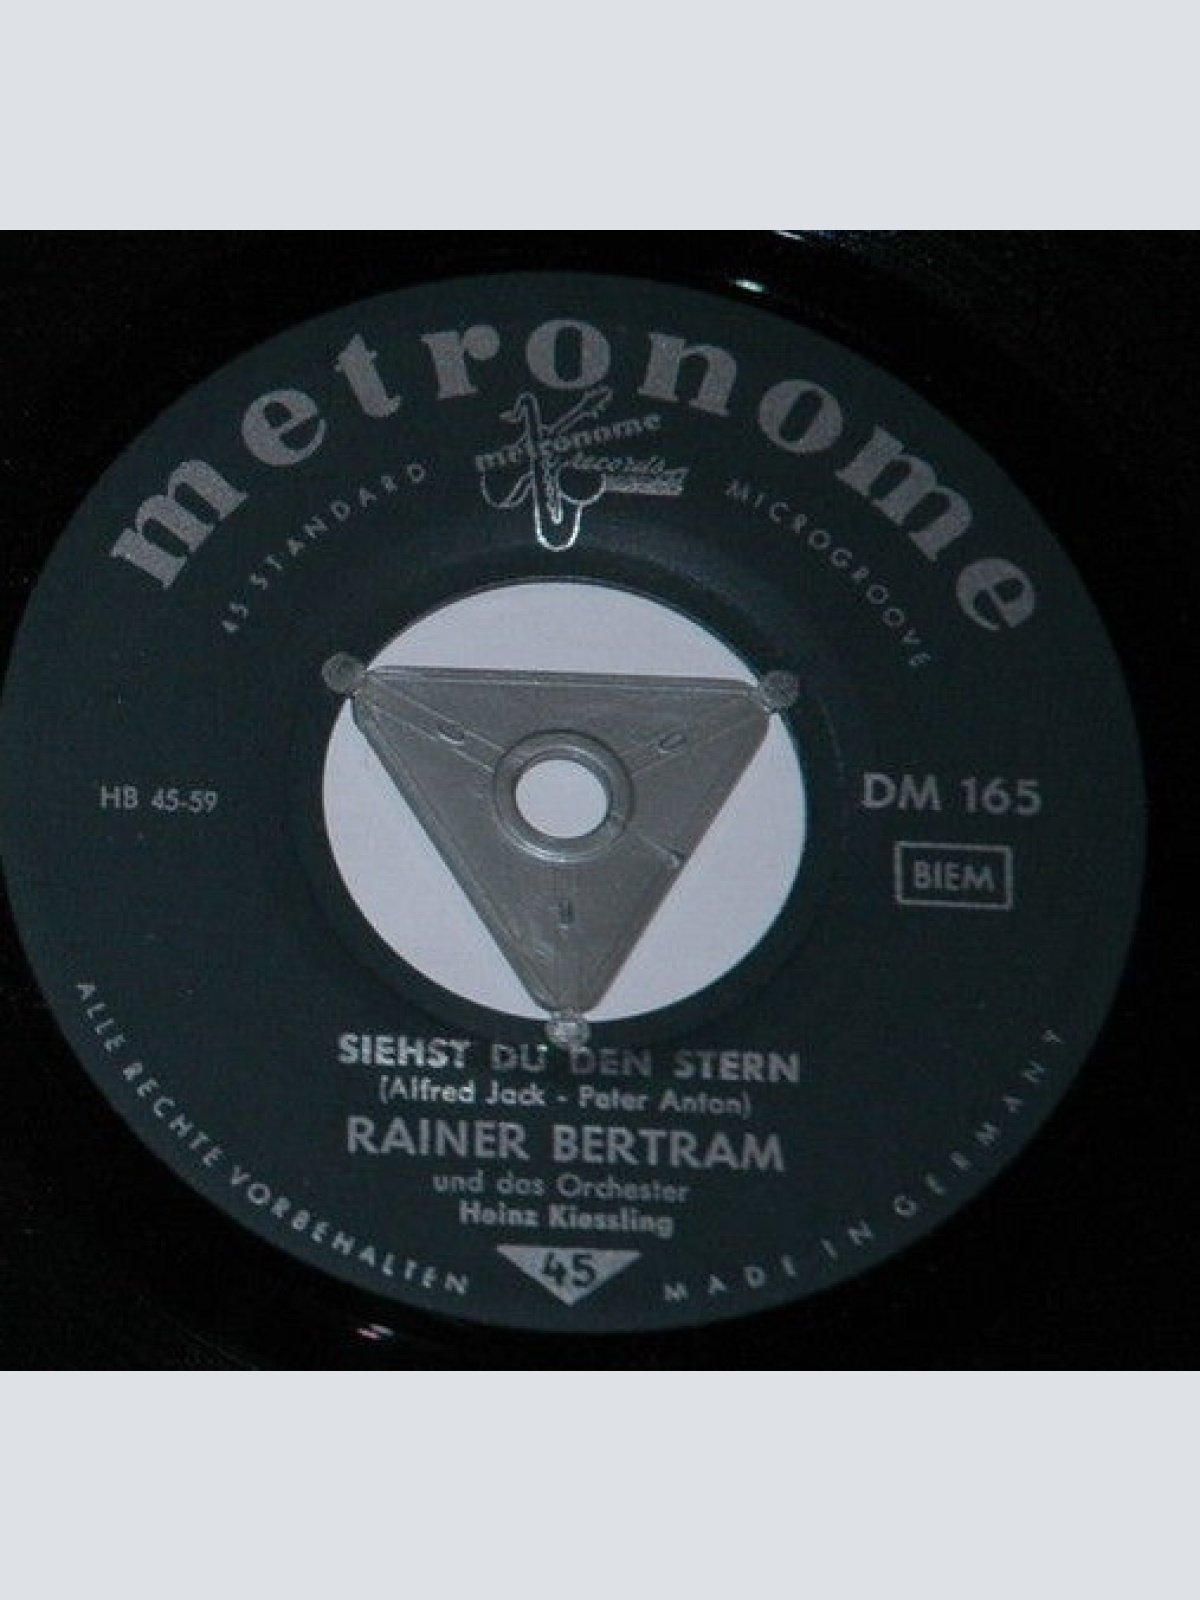 metronome
metronome
records
45 STANDARD
MICROGROOVE
HB 45-59
DM 165
BIEM
SIEHST DU DEN STERN
(Alfred Jack - Peter Anton)
RAINER BERTRAM
und das Orchester
Heinz Kiessling
45
ALLE RECHTE VORBEHALTEN
MADE IN GERMANY